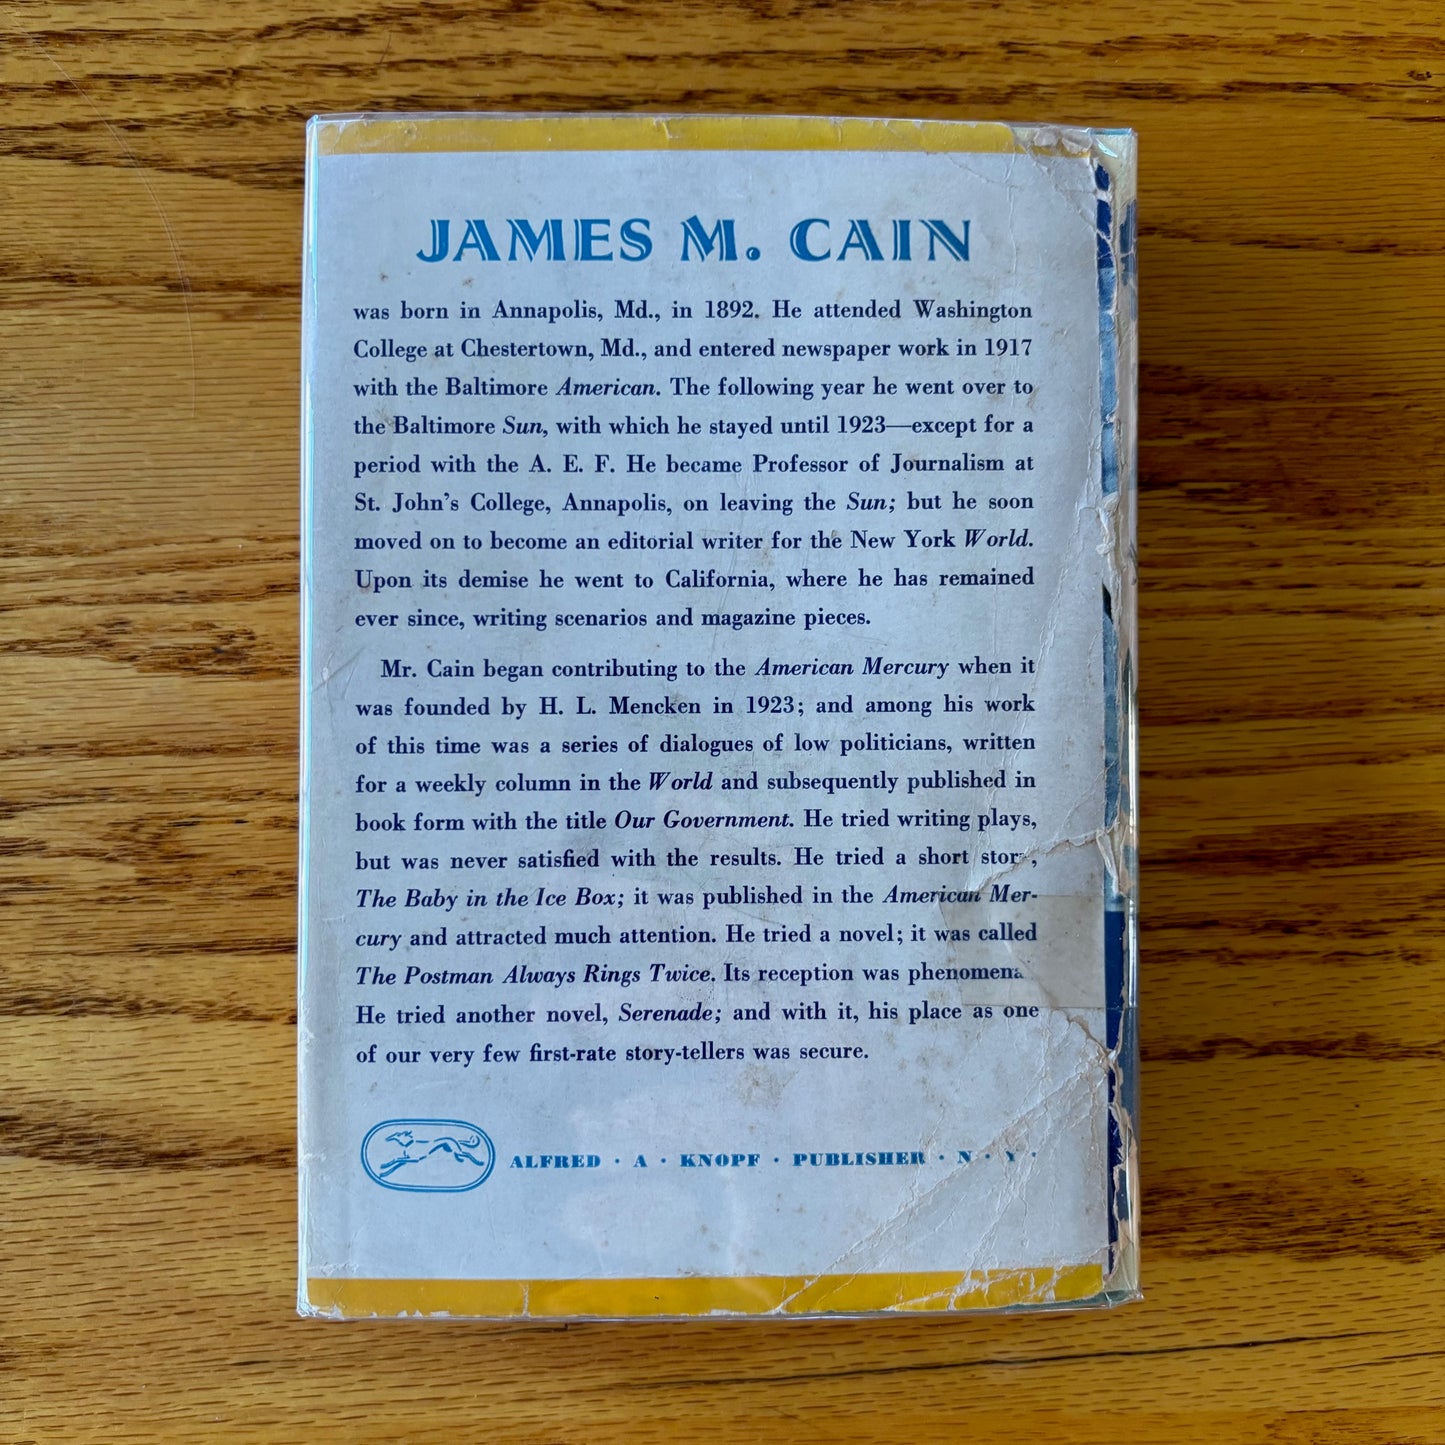 JAMES M. CAIN
was born in Annapolis, Md., in 1892. He attended Washington
College at Chestertown, Md., and entered newspaper work in 1917
with the Baltimore American. The following year he went over to
the Baltimore Sun, with which he stayed until 1923—except for a
period with the A. E. F. He became Professor of Journalism at
St. John's College, Annapolis, on leaving the Sun; but he soon
moved on to become an editorial writer for the New York World.
Upon its demise he went to California, where he has remained
ever since, writing scenarios and magazine pieces.
Mr. Cain began contributing to the American Mercury when it
was founded by H. L. Mencken in 1923; and among his work
of this time was a series of dialogues of low politicians, written
for a weekly column in the World and subsequently published in
book form with the title Our Government. He tried writing plays,
but was never satisfied with the results. He tried a short story,
The Baby in the Ice Box; it was published in the American Mer-
cury and attracted much attention. He tried a novel; it was called
The Postman Always Rings Twice. Its reception was phenomenal
He tried another novel, Serenade; and with it, his place as one
of our very few first-rate story-tellers was secure.
ALFRED · A · KNOPF · PUBLISHER · N · Y ·